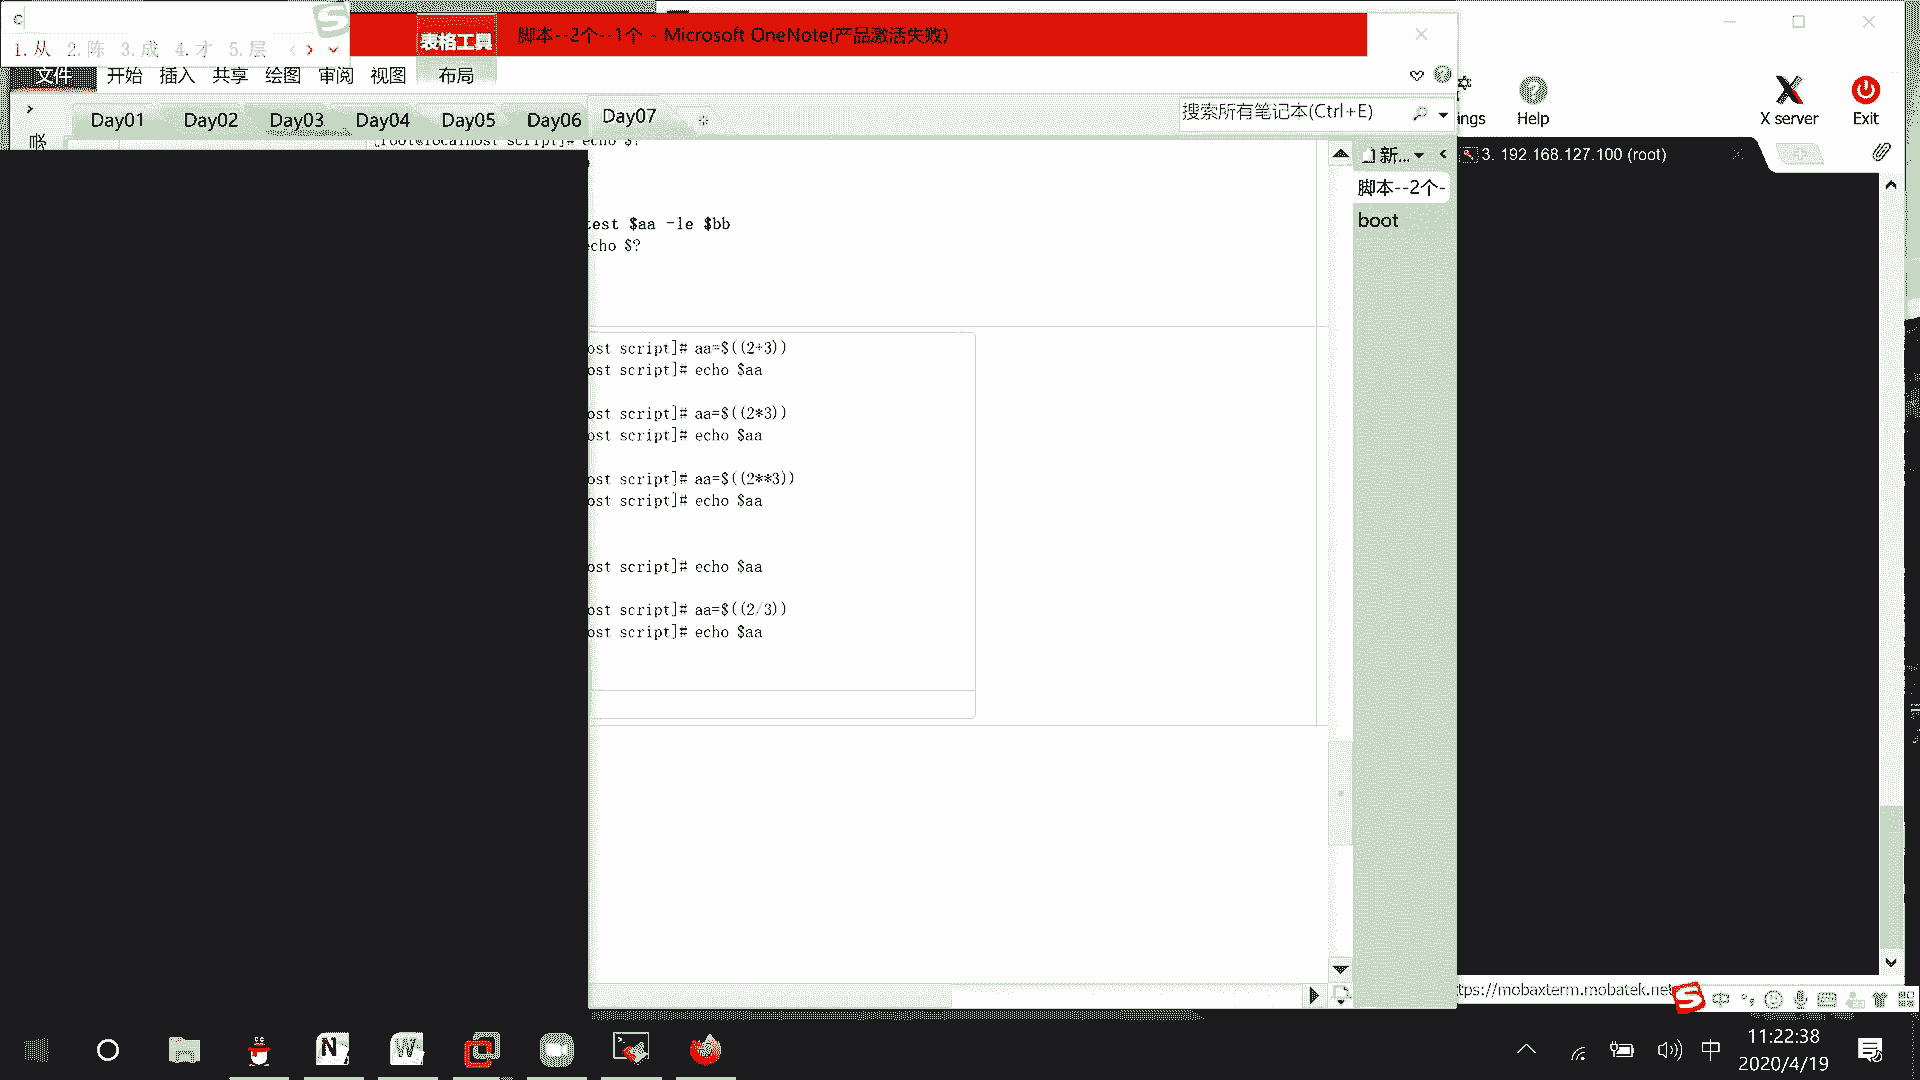 c
1.从 2.陈 3.成 4.才 5.层
表格工具
脚本--2个--1个 - Microsoft OneNote(产品激活失败)
文件 开始 插入 共享 绘图 审阅 视图 布局
Day01 Day02 Day03 Day04 Day05 Day06 Day07
搜索所有笔记本(Ctrl+E)
ings Help X server Exit
[root@localhost script]# echo $?
新...
3. 192.168.127.100 (root)
脚本--2个-
boot
test $aa -le $bb
echo $?
ost script]# aa=$((2+3))
ost script]# echo $aa
ost script]# aa=$((2*3))
ost script]# echo $aa
ost script]# aa=$((2**3))
ost script]# echo $aa
ost script]# echo $aa
ost script]# aa=$((2/3))
ost script]# echo $aa
tps://mobaxterm.mobatek.net
中
中
11:22:38
2020/4/19